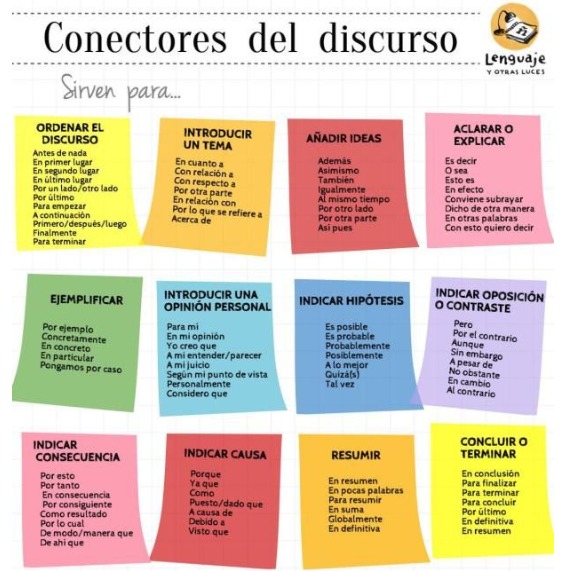 Conectores del discurso
Lenguaje
Y OTRAS LUCES
Sirven para...
ORDENAR EL
DISCURSO
Antes de nada
En primer lugar
En segundo lugar
En último lugar
Por un lado/otro lado
Por último
Para empezar
A continuación
Primero/después/luego
Finalmente
Para terminar
INTRODUCIR
UN TEMA
En cuanto a
Con relación a
Con respecto a
Por otra parte
En relación con
Por lo que se refiere a
Acerca de
AÑADIR IDEAS
Además
Asimismo
También
Igualmente
Al mismo tiempo
Por otro lado
Por otra parte
Así pues
ACLARAR O
EXPLICAR
Es decir
O sea
Esto es
En efecto
Conviene subrayar
Dicho de otra manera
En otras palabras
Con esto quiero decir
EJEMPLIFICAR
Por ejemplo
Concretamente
En concreto
En particular
Pongamos por caso
INTRODUCIR UNA
OPINIÓN PERSONAL
Para mí
En mi opinión
Yo creo que
A mi entender/parecer
A mi juicio
Según mi punto de vista
Personalmente
Considero que
INDICAR HIPÓTESIS
Es posible
Es probable
Probablemente
Posiblemente
A lo mejor
Quizá(s)
Tal vez
INDICAR OPOSICIÓN
O CONTRASTE
Pero
Por el contrario
Aunque
Sin embargo
A pesar de
No obstante
En cambio
Al contrario
INDICAR
CONSECUENCIA
Por esto
Por tanto
En consecuencia
Por consiguiente
Como resultado
Por lo cual
De modo/manera que
De ahí que
INDICAR CAUSA
Porque
Ya que
Como
Puesto/dado que
A causa de
Debido a
Visto que
RESUMIR
En resumen
En pocas palabras
Para resumir
En suma
Globalmente
En definitiva
CONCLUIR O
TERMINAR
En conclusión
Para finalizar
Para terminar
Para concluir
Por último
En definitiva
En resumen